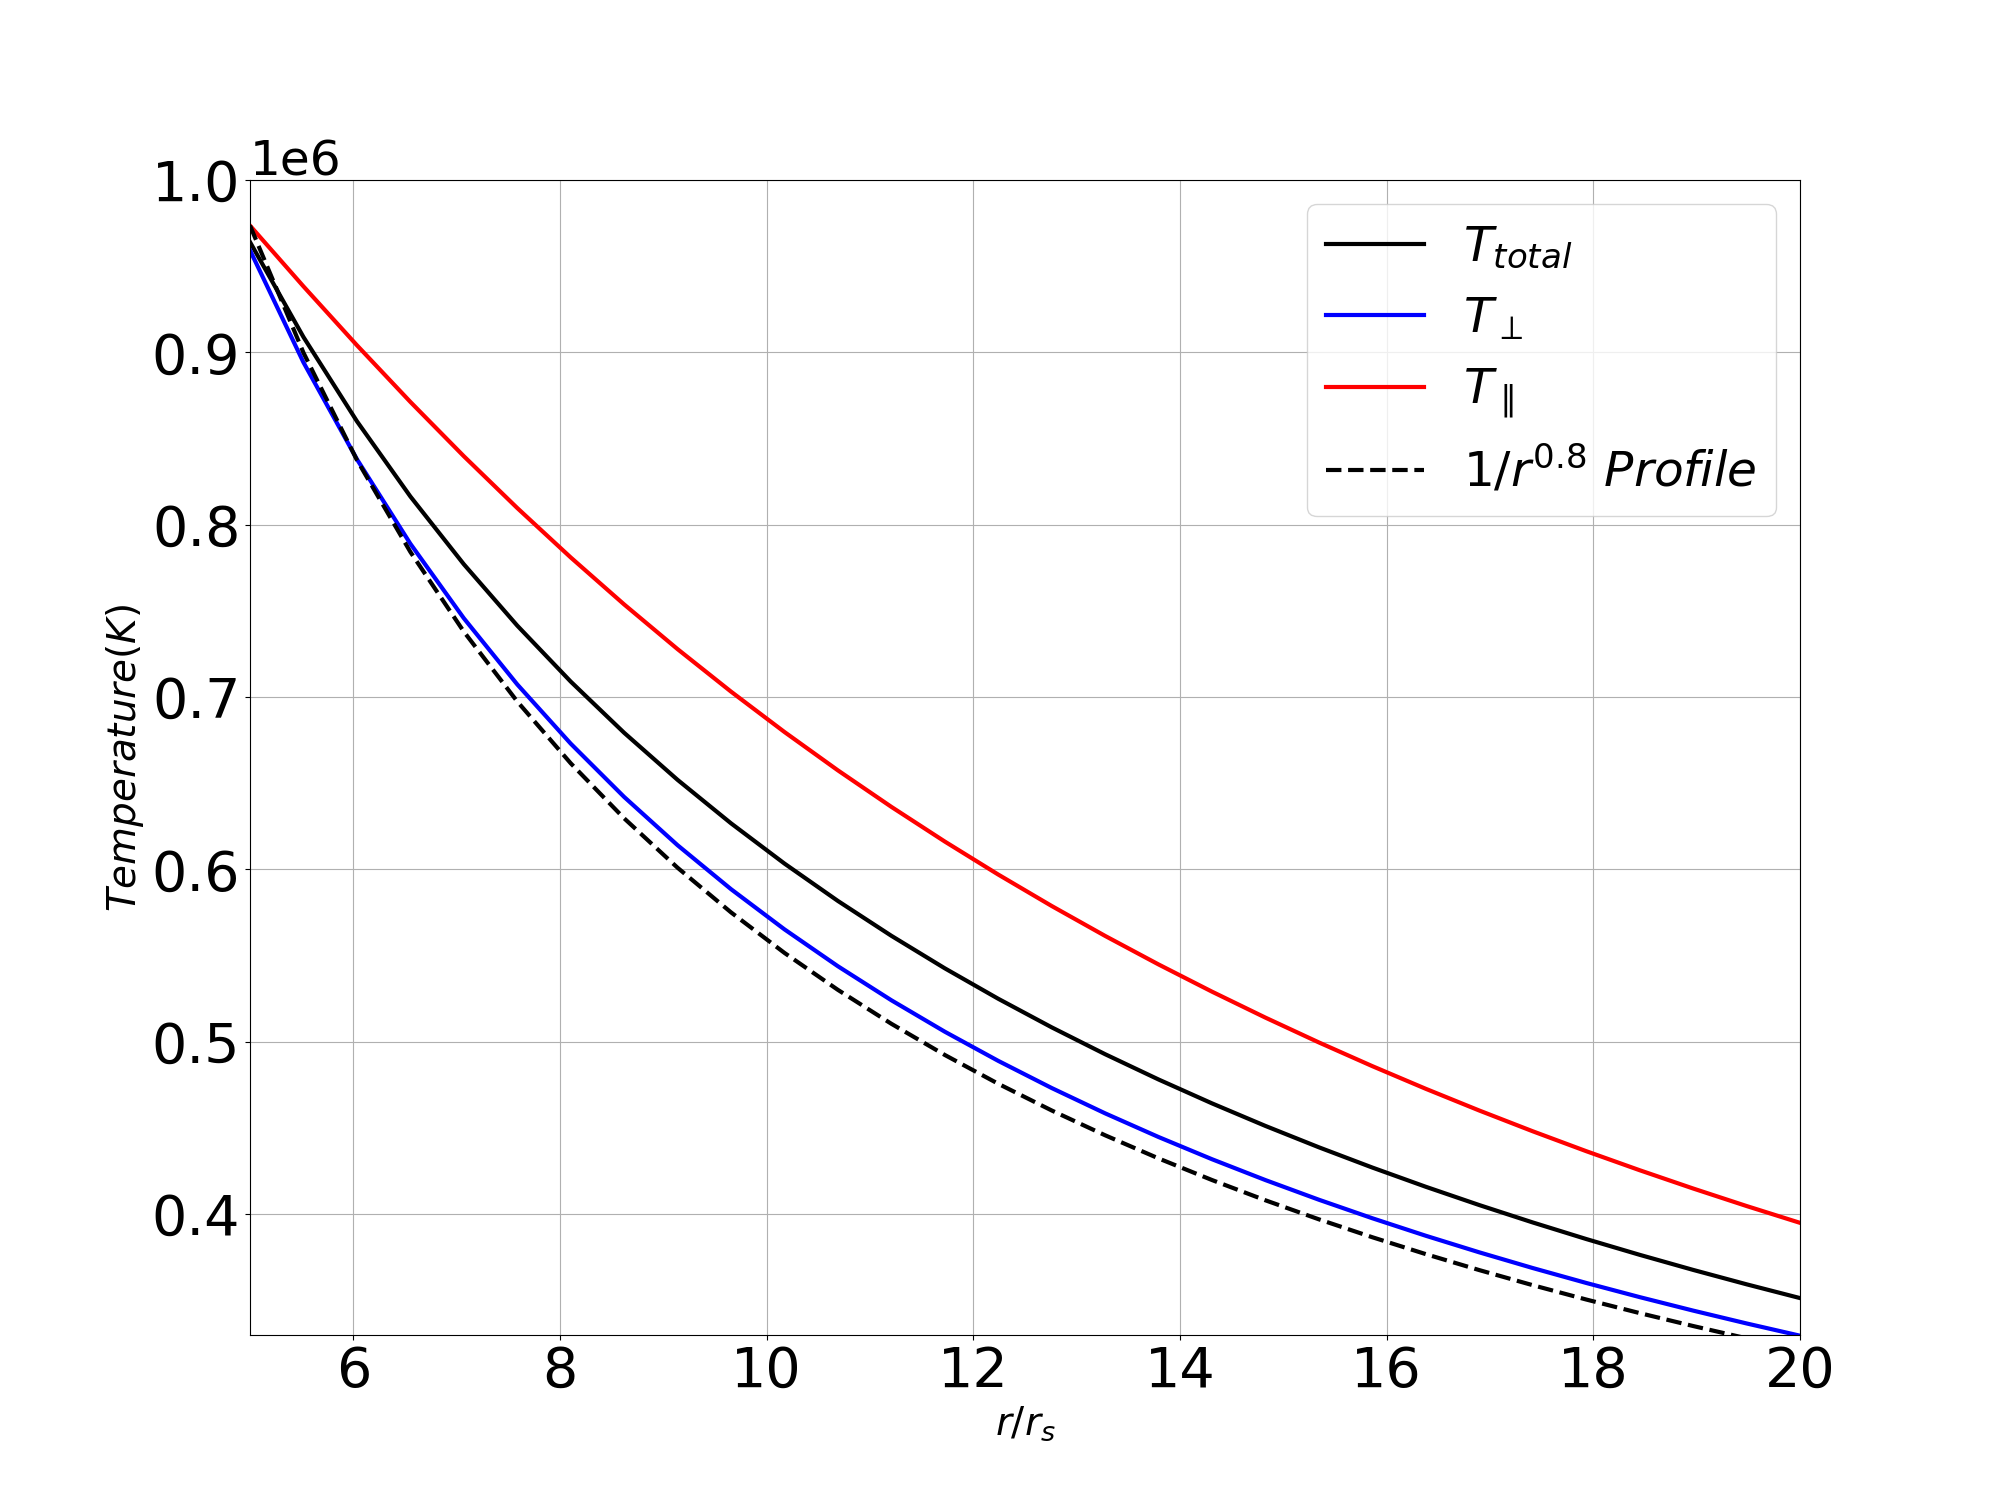 1e6
1.0
0.9
0.8
0.7
0.6
0.5
0.4
Temperature(K)
6 8 10 12 14 16 18 20
r/r_s
T_total
T_⊥
T_∥
1/r^0.8 Profile